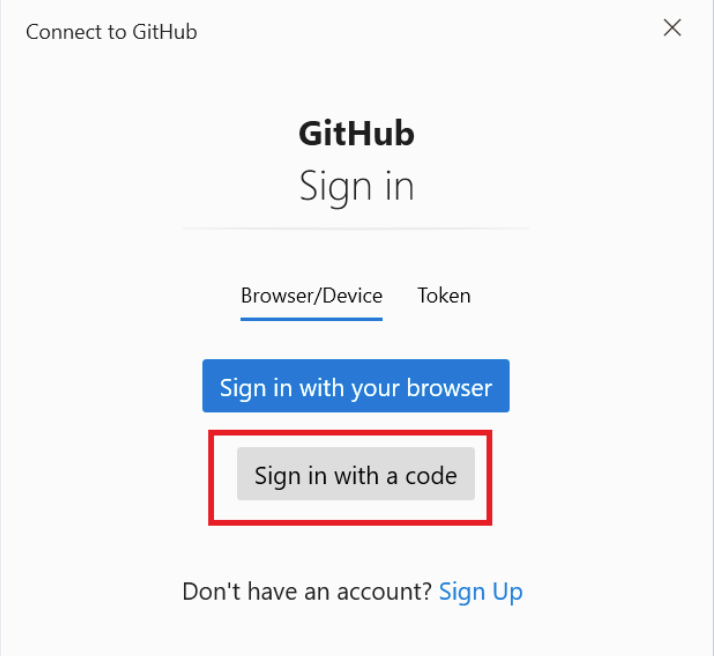 Connect to GitHub
GitHub
Sign in
Browser/Device Token
Sign in with your browser
Sign in with a code
Don't have an account? Sign Up